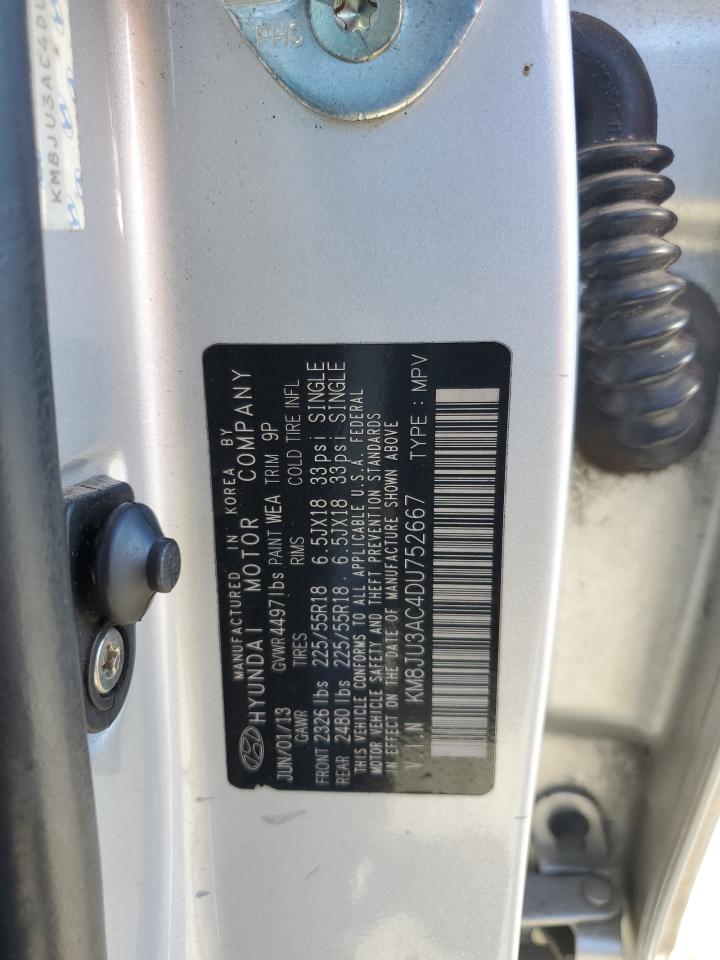 PHC
KM8JU3AC4DU
MANUFACTURED IN KOREA BY
HYUNDAI MOTOR COMPANY
JUN/01/13 GVWR 4497lbs PAINT WEA TRIM 9P
GAWR TIRES RIMS COLD TIRE INFL
FRONT 2326 lbs 225/55R18 6.5JX18 33psi SINGLE
REAR 2480 lbs 225/55R18 6.5JX18 33psi SINGLE
THIS VEHICLE CONFORMS TO ALL APPLICABLE U.S.A. FEDERAL
MOTOR VEHICLE SAFETY AND THEFT PREVENTION STANDARDS
IN EFFECT ON THE DATE OF MANUFACTURE SHOWN ABOVE
V.I.N KM8JU3AC4DU752667 TYPE : MPV